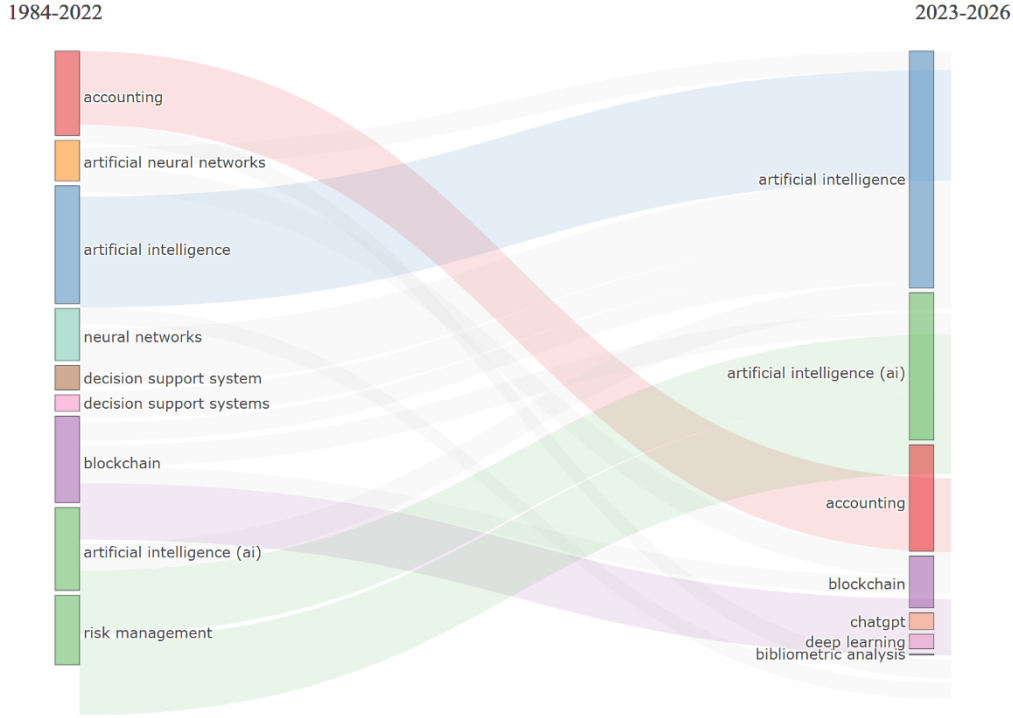 1984-2022
2023-2026
accounting
artificial neural networks
artificial intelligence
neural networks
decision support system
decision support systems
blockchain
artificial intelligence (ai)
risk management
artificial intelligence
artificial intelligence (ai)
accounting
blockchain
chatgpt
deep learning
bibliometric analysis